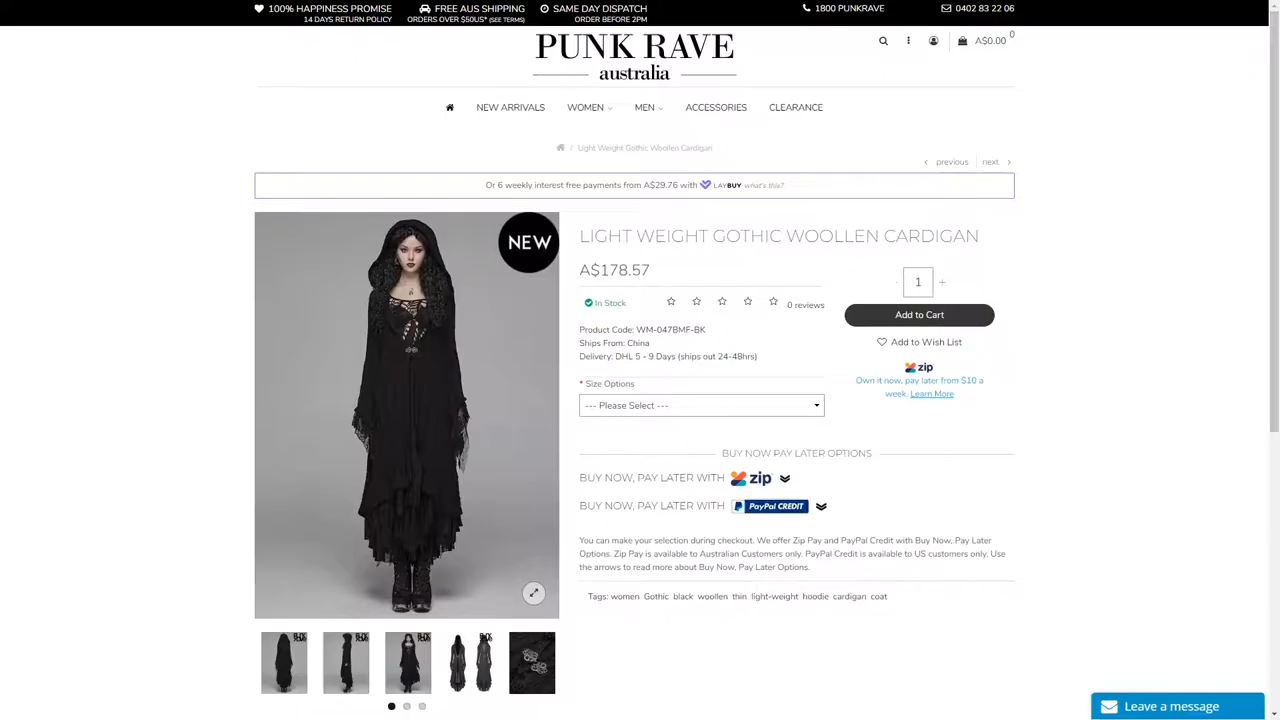 100% HAPPINESS PROMISE
14 DAYS RETURN POLICY
FREE AUS SHIPPING
ORDERS OVER $50US* (SEE TERMS)
SAME DAY DISPATCH
ORDER BEFORE 2PM
1800 PUNKRAVE
0402 83 22 06
PUNK RAVE
australia
A$0.00 0
NEW ARRIVALS WOMEN MEN ACCESSORIES CLEARANCE
/ Light Weight Gothic Woollen Cardigan
previous next
Or 6 weekly interest free payments from A$29.76 with LAYBUY what's this?
NEW
LIGHT WEIGHT GOTHIC WOOLLEN CARDIGAN
A$178.57
In Stock
0 reviews
Product Code: WM-047BMF-BK
Ships From: China
Delivery: DHL 5 - 9 Days (ships out 24-48hrs)
* Size Options
--- Please Select ---
- 1 +
Add to Cart
Add to Wish List
zip
Own it now, pay later from $10 a
week. Learn More
BUY NOW PAY LATER OPTIONS
BUY NOW, PAY LATER WITH zip
BUY NOW, PAY LATER WITH PayPal CREDIT
You can make your selection during checkout. We offer Zip Pay and PayPal Credit with Buy Now, Pay Later
Options. Zip Pay is available to Australian Customers only. PayPal Credit is available to US customers only. Use
the arrows to read more about Buy Now, Pay Later Options.
Tags: women Gothic black woollen thin light-weight hoodie cardigan coat
Leave a message